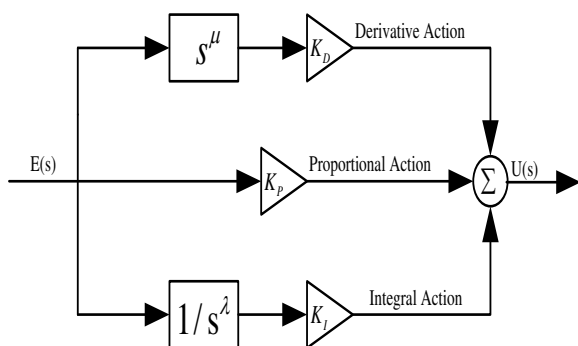 s^μ K_D Derivative Action
E(s) K_P Proportional Action Σ U(s)
1/s^λ K_I Integral Action